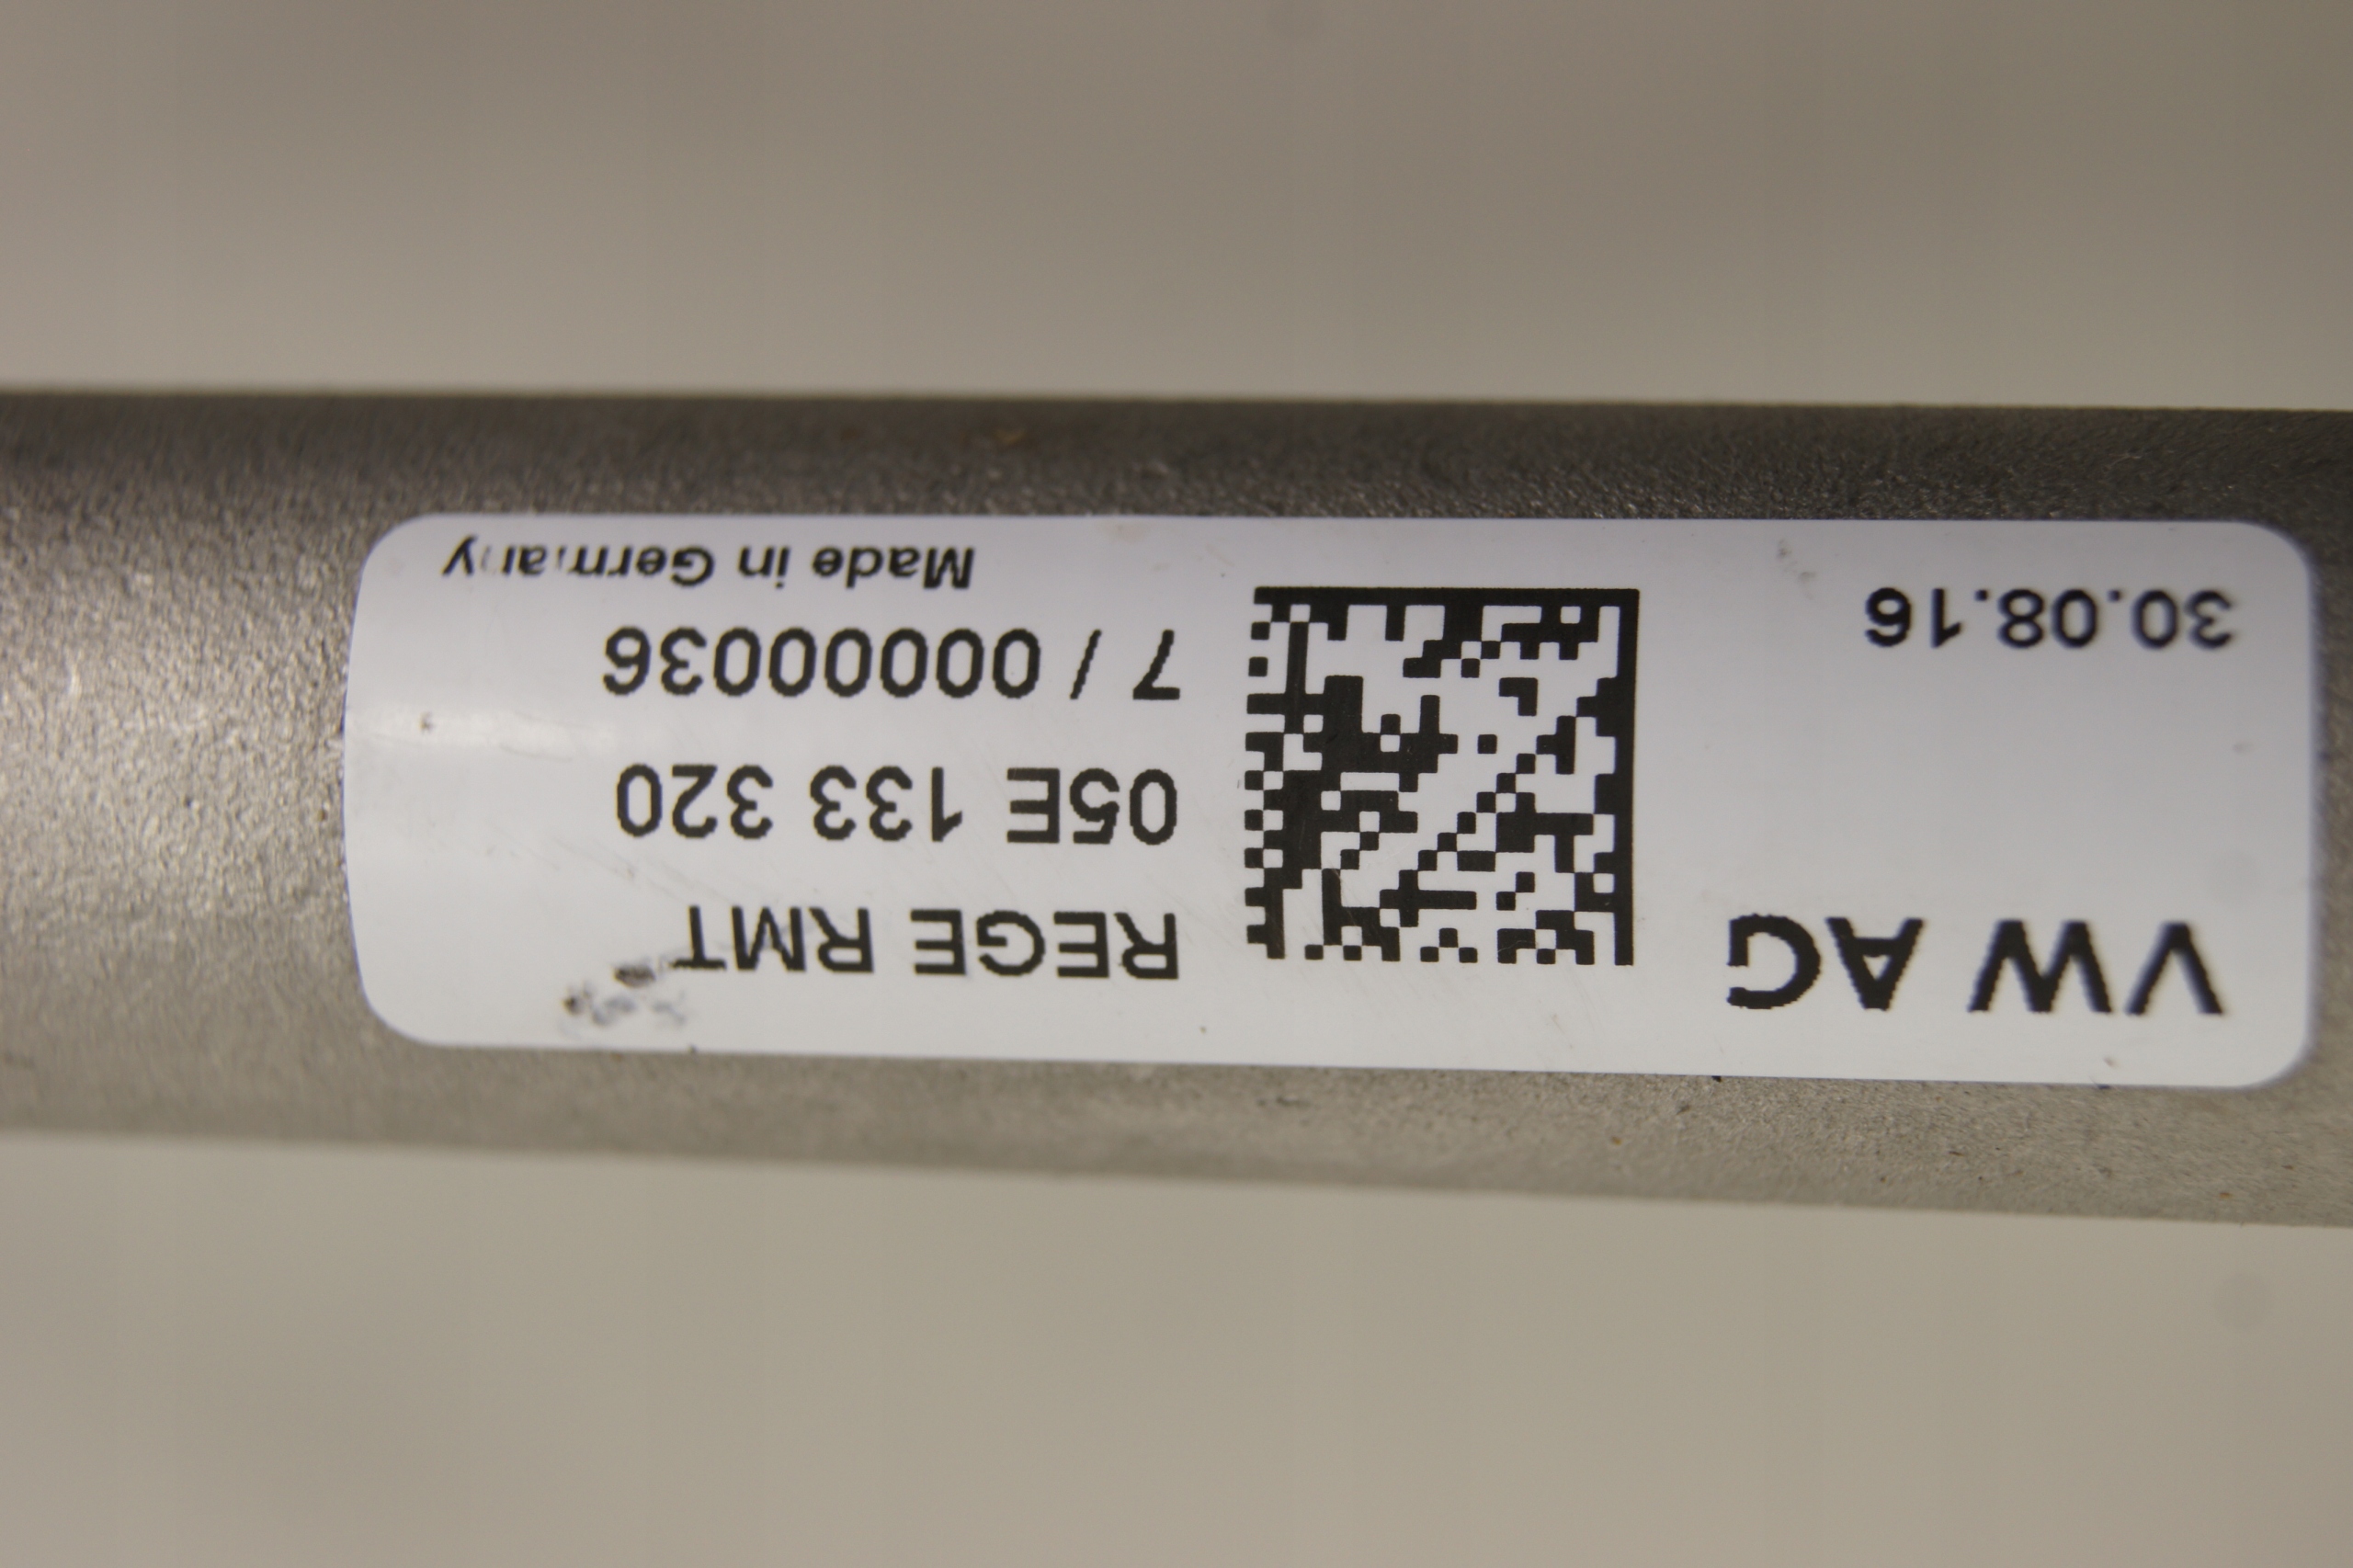 VW AG
30.08.16
REGE RMT
05E 133 320
7 / 00000036
Made in Germany